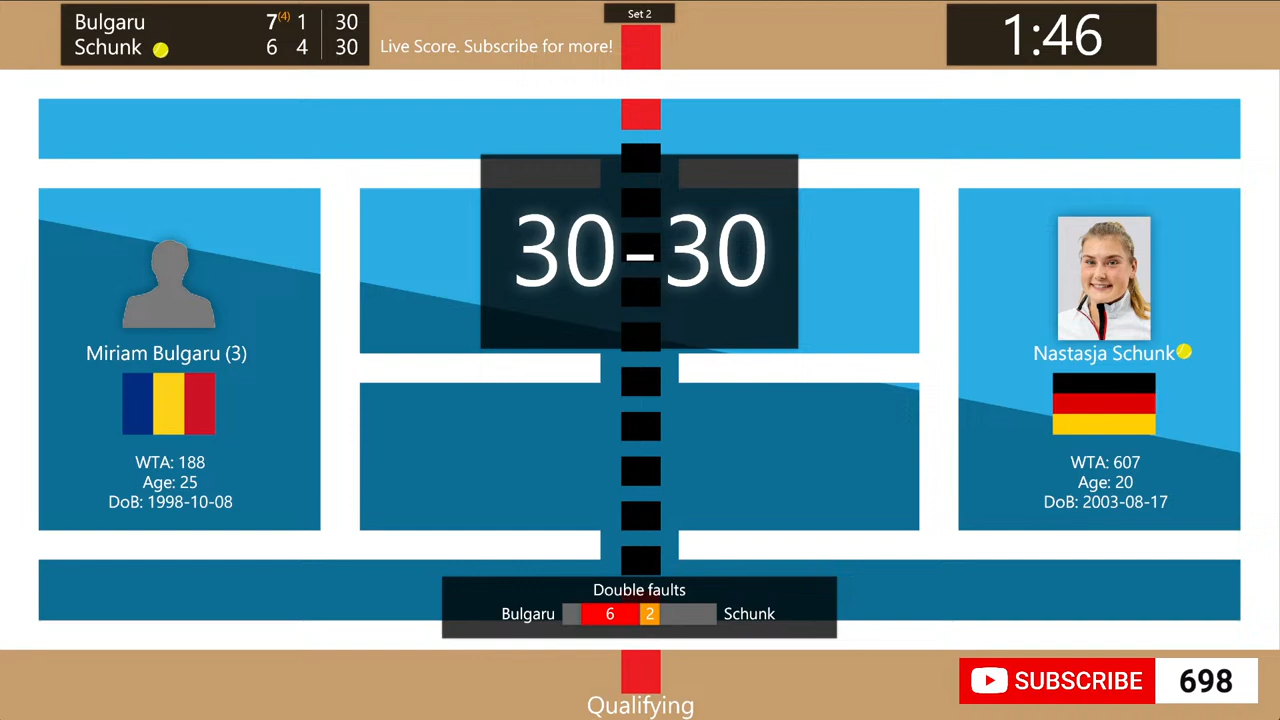 Bulgaru 7(4) 1 30
Schunk 6 4 30
Live Score. Subscribe for more!
Set 2
1:46
30-30
Miriam Bulgaru (3)
WTA: 188
Age: 25
DoB: 1998-10-08
Nastasja Schunk
WTA: 607
Age: 20
DoB: 2003-08-17
Double faults
Bulgaru 6 2 Schunk
Qualifying
SUBSCRIBE 698